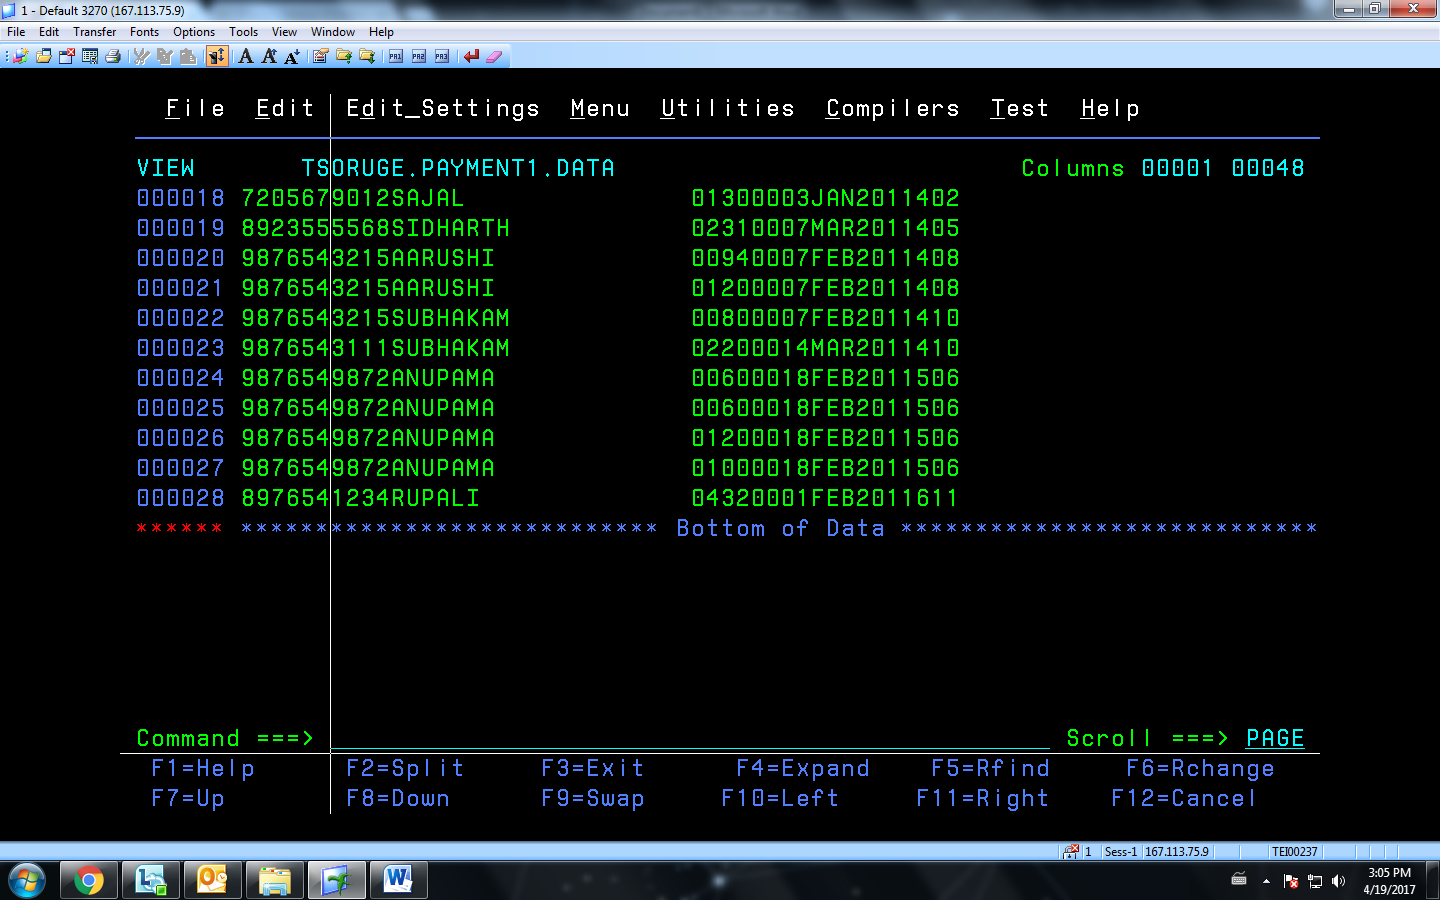 1 - Default 3270 (167.113.75.9)
File Edit Transfer Fonts Options Tools View Window Help
PA1 PA2 PA3
File Edit Edit_Settings Menu Utilities Compilers Test Help
VIEW TSORUGE.PAYMENT1.DATA Columns 00001 00048
000018 7205679012SAJAL 01300003JAN2011402
000019 8923555568SIDHARTH 02310007MAR2011405
000020 9876543215AARUSHI 00940007FEB2011408
000021 9876543215AARUSHI 01200007FEB2011408
000022 9876543215SUBHAKAM 00800007FEB2011410
000023 9876543111SUBHAKAM 02200014MAR2011410
000024 9876549872ANUPAMA 00600018FEB2011506
000025 9876549872ANUPAMA 00600018FEB2011506
000026 9876549872ANUPAMA 01200018FEB2011506
000027 9876549872ANUPAMA 01000018FEB2011506
000028 8976541234RUPALI 04320001FEB2011611
****** **************************** Bottom of Data ****************************
Command ===> Scroll ===> PAGE
F1=Help F2=Split F3=Exit F4=Expand F5=Rfind F6=Rchange
F7=Up F8=Down F9=Swap F10=Left F11=Right F12=Cancel
1 Sess-1 167.113.75.9 TEI00237
3:05 PM
4/19/2017